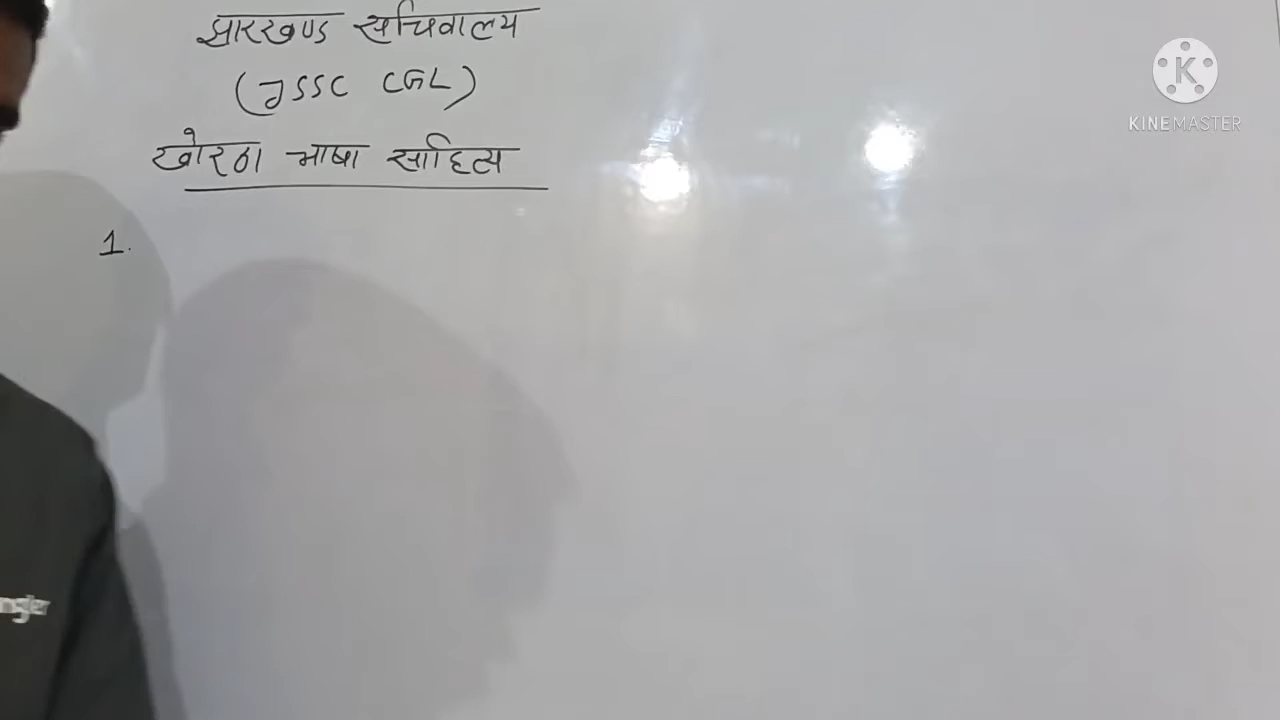 झारखण्ड सचिवालय
(JSSC CGL)
खोरठा भाषा साहित्य
1.
KINEMASTER